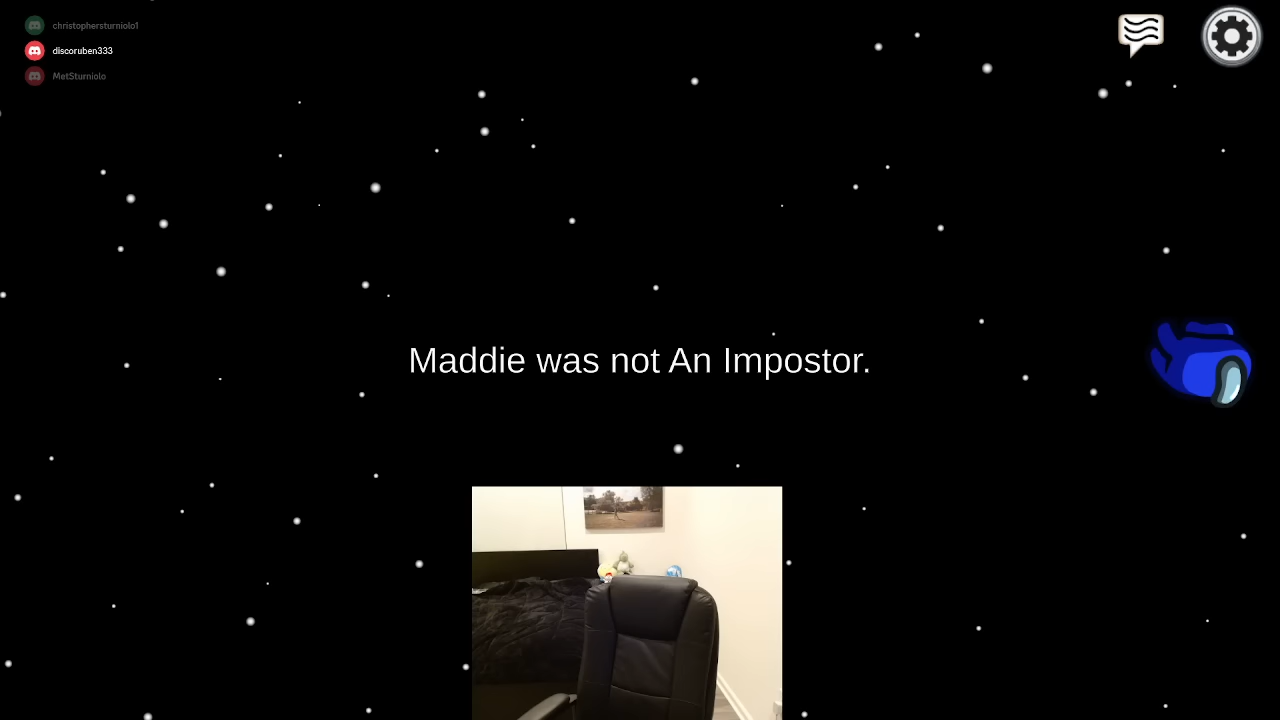 christophersturniolo1
discoruben333
MetSturniolo
Maddie was not An Impostor.